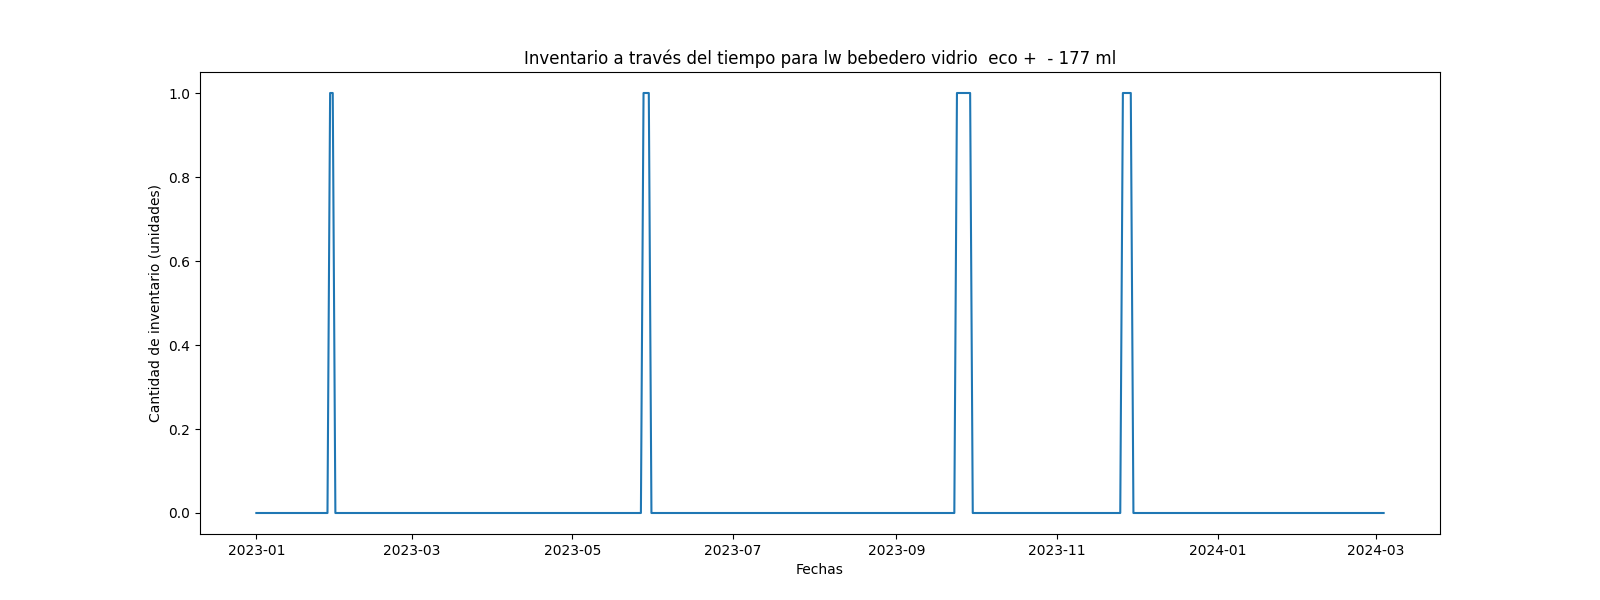 Inventario a través del tiempo para lw bebedero vidrio  eco +  - 177 ml
Cantidad de inventario (unidades)
1.0
0.8
0.6
0.4
0.2
0.0
2023-01 2023-03 2023-05 2023-07 2023-09 2023-11 2024-01 2024-03
Fechas